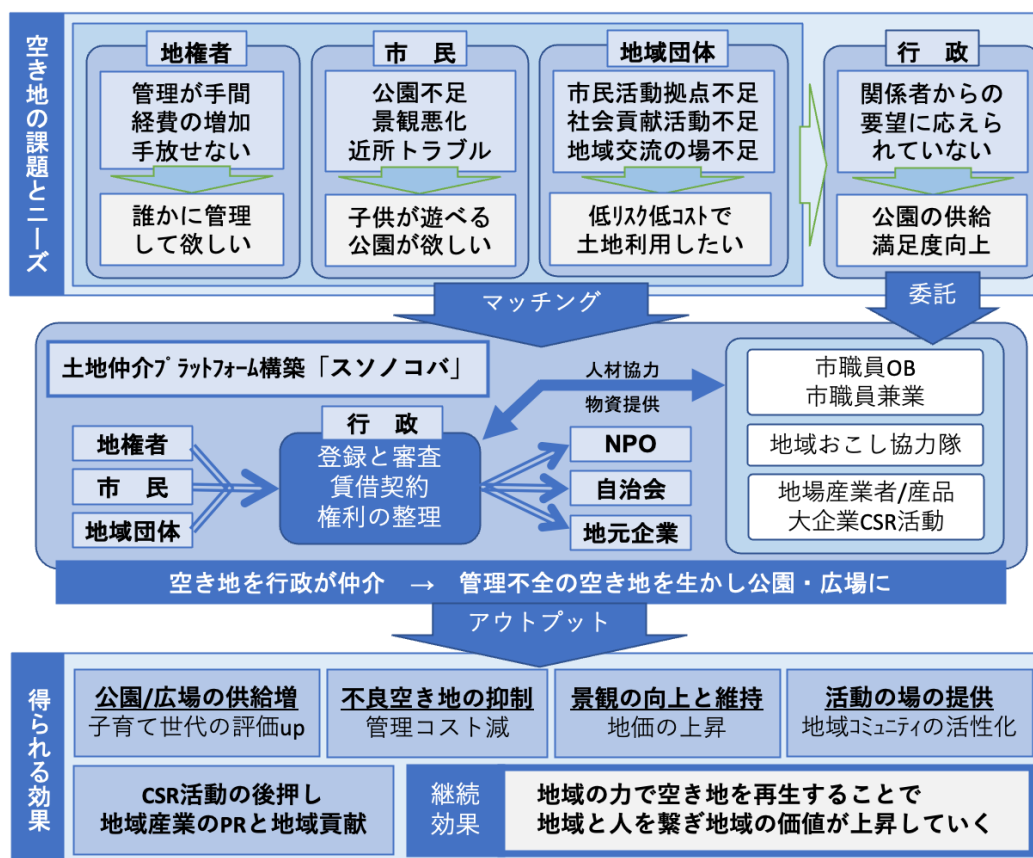 空き地の課題とニーズ
地権者
管理が手間
経費の増加
手放せない
誰かに管理
して欲しい
市　民
公園不足
景観悪化
近所トラブル
子供が遊べる
公園が欲しい
地域団体
市民活動拠点不足
社会貢献活動不足
地域交流の場不足
低ﾘｽｸ低ｺｽﾄで
土地利用したい
行　政
関係者からの
要望に応えら
れていない
公園の供給
満足度向上
マッチング
委託
土地仲介ﾌﾟﾗｯﾄﾌｫｰﾑ構築「スソノコバ」
地権者
市　民
地域団体
行　政
登録と審査
賃借契約
権利の整理
人材協力
物資提供
NPO
自治会
地元企業
市職員OB
市職員兼業
地域おこし協力隊
地場産業者/産品
大企業CSR活動
空き地を行政が仲介　→　管理不全の空き地を生かし公園・広場に
アウトプット
得られる効果
公園/広場の供給増
子育て世代の評価up
不良空き地の抑制
管理コスト減
景観の向上と維持
地価の上昇
活動の場の提供
地域ｺﾐｭﾆﾃｨの活性化
CSR活動の後押し
地域産業のPRと地域貢献
継続
効果
地域の力で空き地を再生することで
地域と人を繋ぎ地域の価値が上昇していく